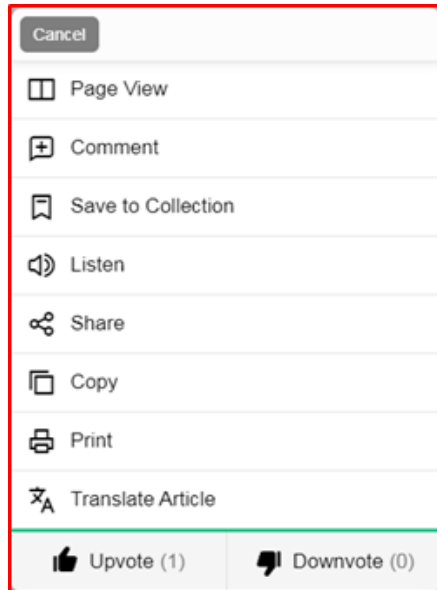 Cancel
Page View
Comment
Save to Collection
Listen
Share
Copy
Print
Translate Article
Upvote (1)
Downvote (0)